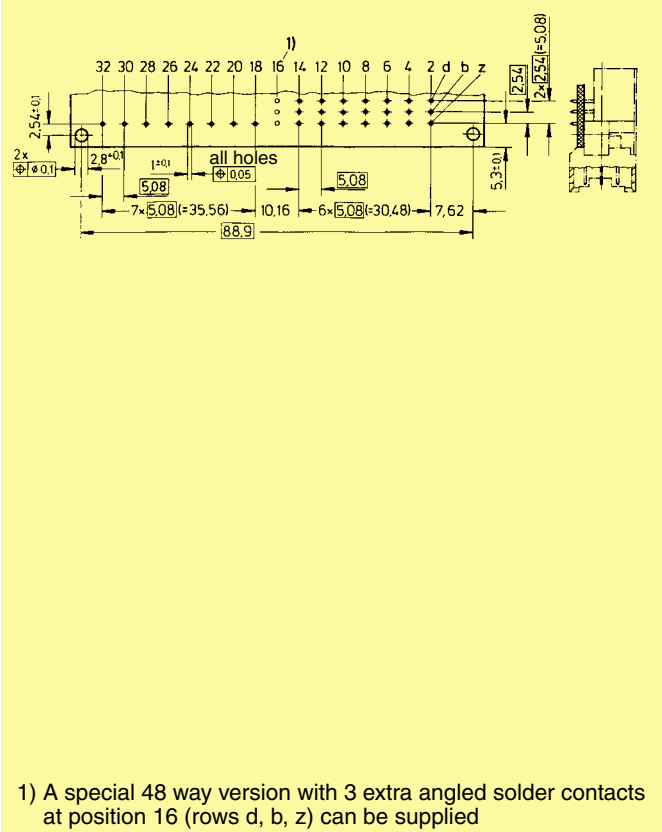 1)
32 30 28 26 24 22 20 18 16 14 12 10 8 6 4 2 d b z
2,54
2×2,54(=5,08)
2,54±0,1
2x
⌖ ø 0,1
2,8+0,1
1±0,1
all holes
⌖ 0,05
5,08
5,08
5,3±0,1
7×5,08(=35,56) 10,16 6×5,08(=30,48) 7,62
88,9
1) A special 48 way version with 3 extra angled solder contacts
at position 16 (rows d, b, z) can be supplied